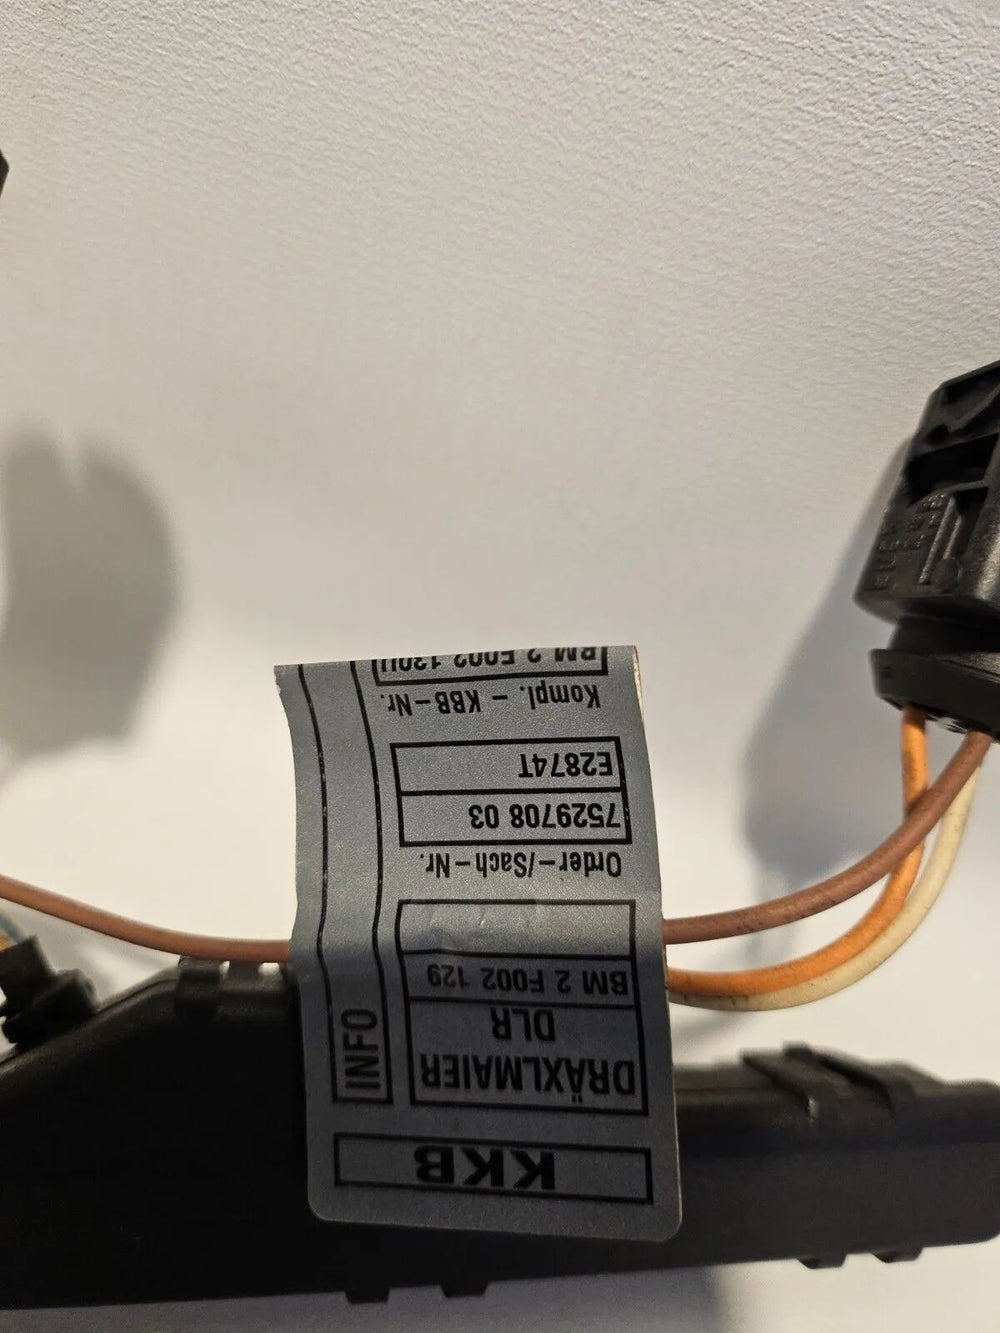 KKB
DRÄXLMAIER
DLR
BM 2 F002 129
INFO
Order-/Sach-Nr.
7529708 03
E2874T
Kompl. - KBB-Nr.
BM 2 F002 130U